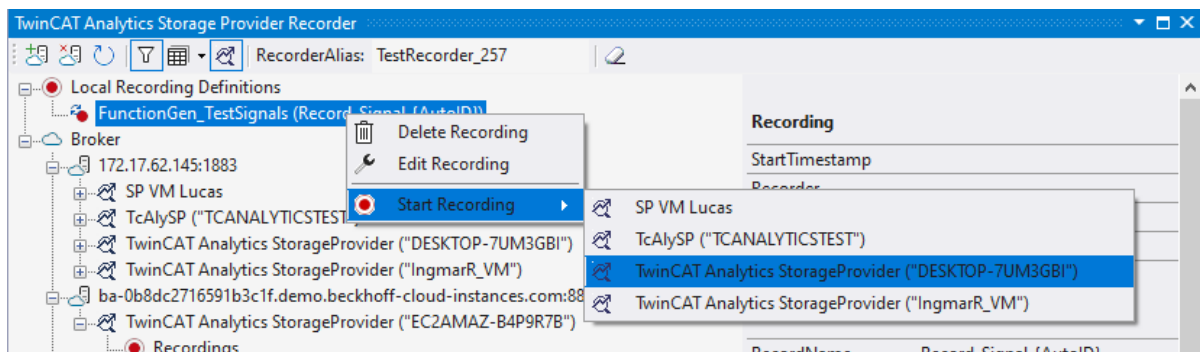 TwinCAT Analytics Storage Provider Recorder
RecorderAlias: TestRecorder_257
Local Recording Definitions
FunctionGen_TestSignals (Record_Signal_{AutoID})
Broker
172.17.62.145:1883
SP VM Lucas
TcAlySP ("TCANALYTICSTEST
TwinCAT Analytics StorageProvider ("DESKTOP-7UM3GBI")
TwinCAT Analytics StorageProvider ("IngmarR_VM")
ba-0b8dc2716591b3c1f.demo.beckhoff-cloud-instances.com:88
TwinCAT Analytics StorageProvider ("EC2AMAZ-B4P9R7B")
Recordings
Delete Recording
Edit Recording
Start Recording
SP VM Lucas
TcAlySP ("TCANALYTICSTEST")
TwinCAT Analytics StorageProvider ("DESKTOP-7UM3GBI")
TwinCAT Analytics StorageProvider ("IngmarR_VM")
Recording
StartTimestamp
Recorder
RecordName Record_Signal_{AutoID}